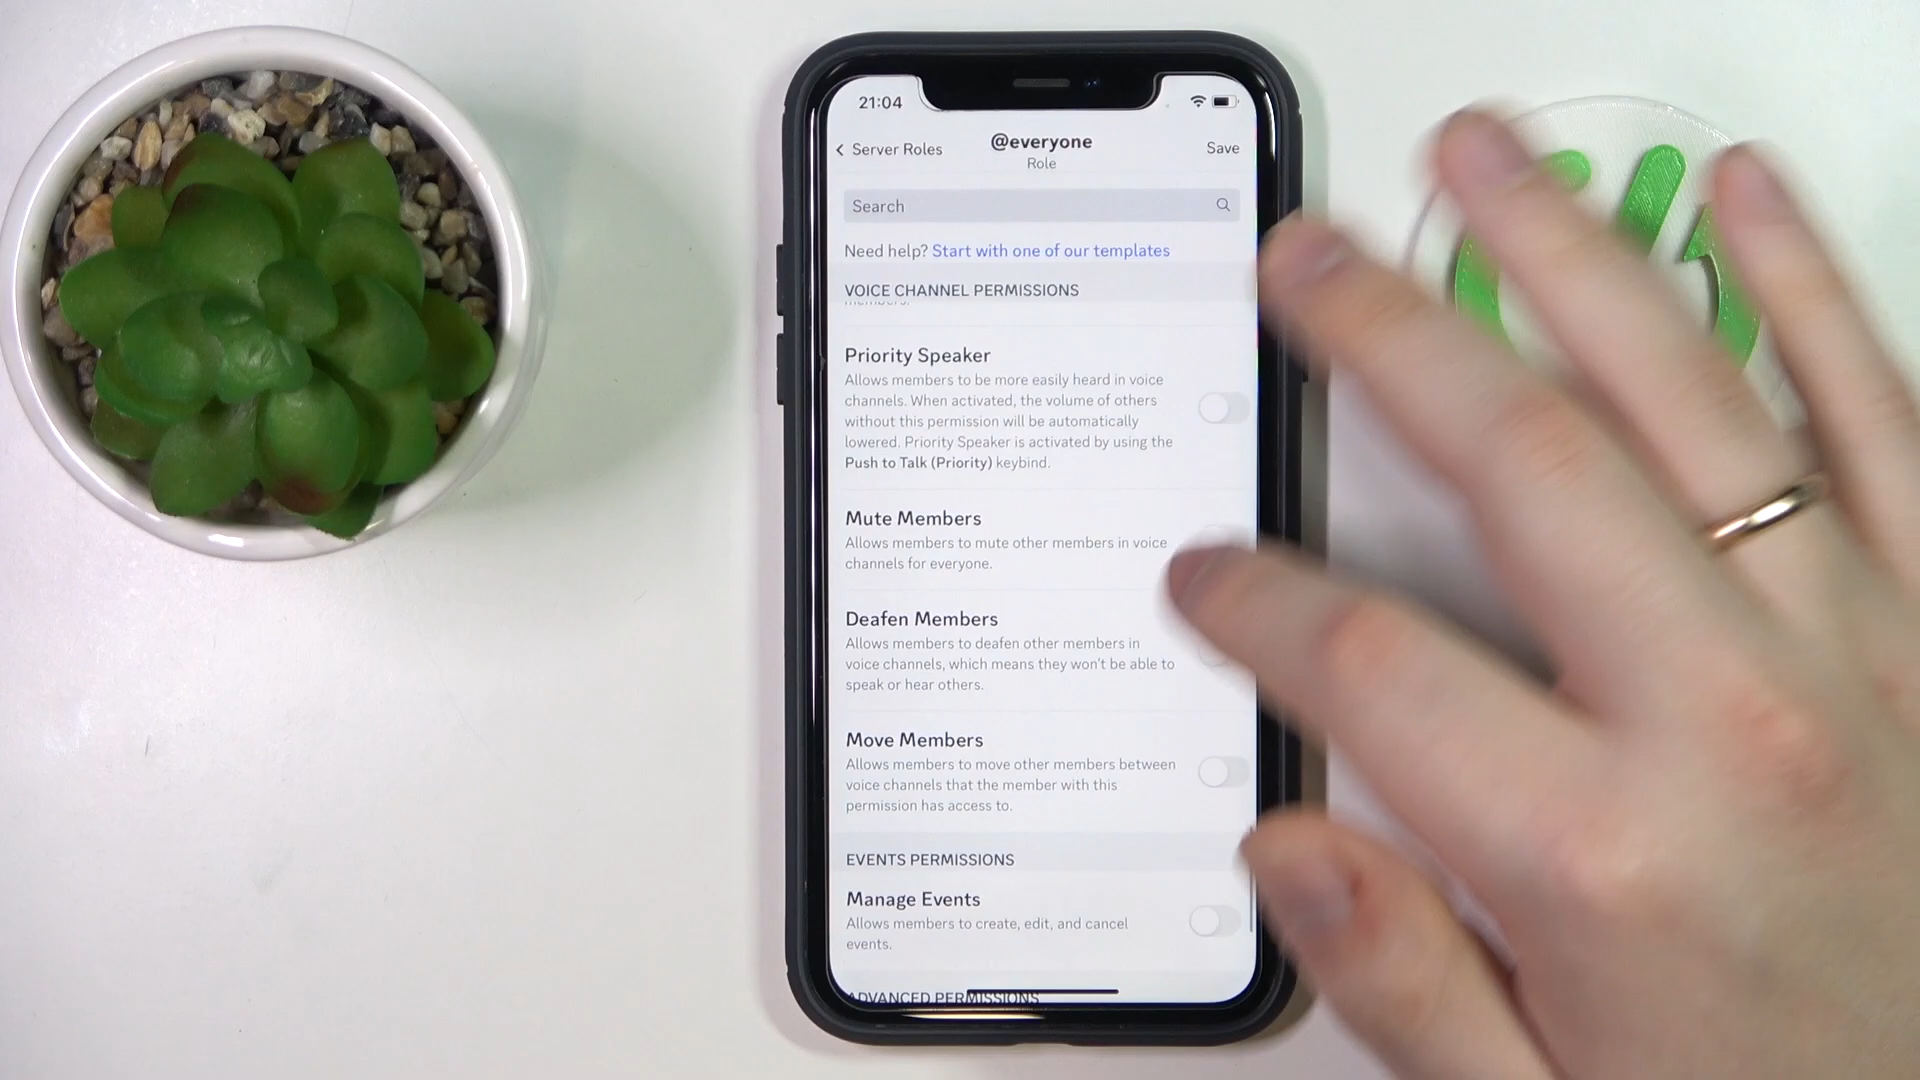 21:04
Server Roles
@everyone
Save
Role
Search
Need help? Start with one of our templates
VOICE CHANNEL PERMISSIONS
members.
Priority Speaker
Allows members to be more easily heard in voice
channels. When activated, the volume of others
without this permission will be automatically
lowered. Priority Speaker is activated by using the
Push to Talk (Priority) keybind.
Mute Members
Allows members to mute other members in voice
channels for everyone.
Deafen Members
Allows members to deafen other members in
voice channels, which means they won't be able to
speak or hear others.
Move Members
Allows members to move other members between
voice channels that the member with this
permission has access to.
EVENTS PERMISSIONS
Manage Events
Allows members to create, edit, and cancel
events.
ADVANCED PERMISSIONS